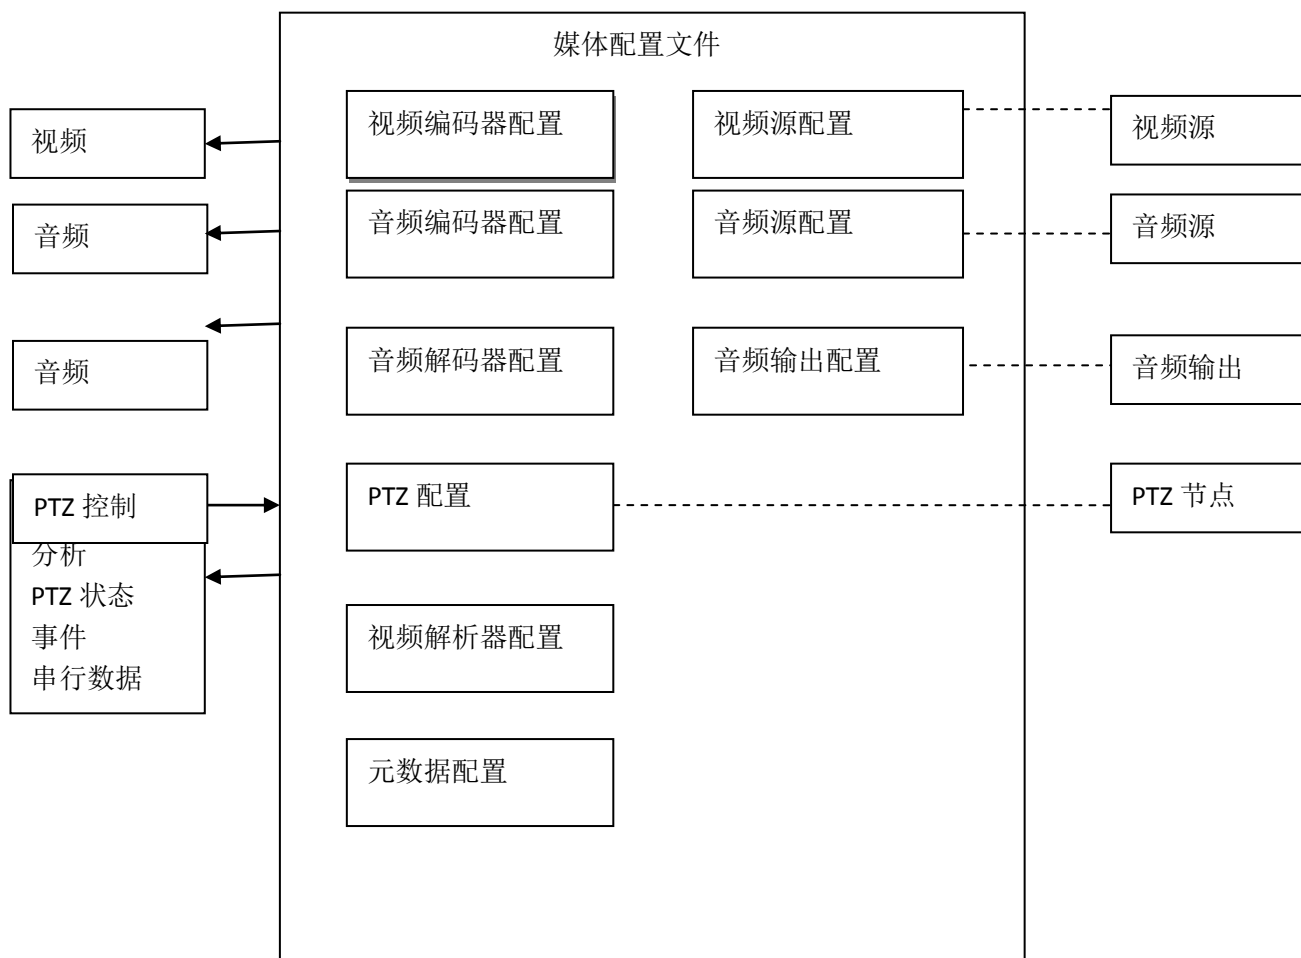 媒体配置文件
视频
视频编码器配置
视频源配置
视频源
音频
音频编码器配置
音频源配置
音频源
音频
音频解码器配置
音频输出配置
音频输出
PTZ 控制
PTZ 配置
PTZ 节点
分析
PTZ 状态
事件
串行数据
视频解析器配置
元数据配置